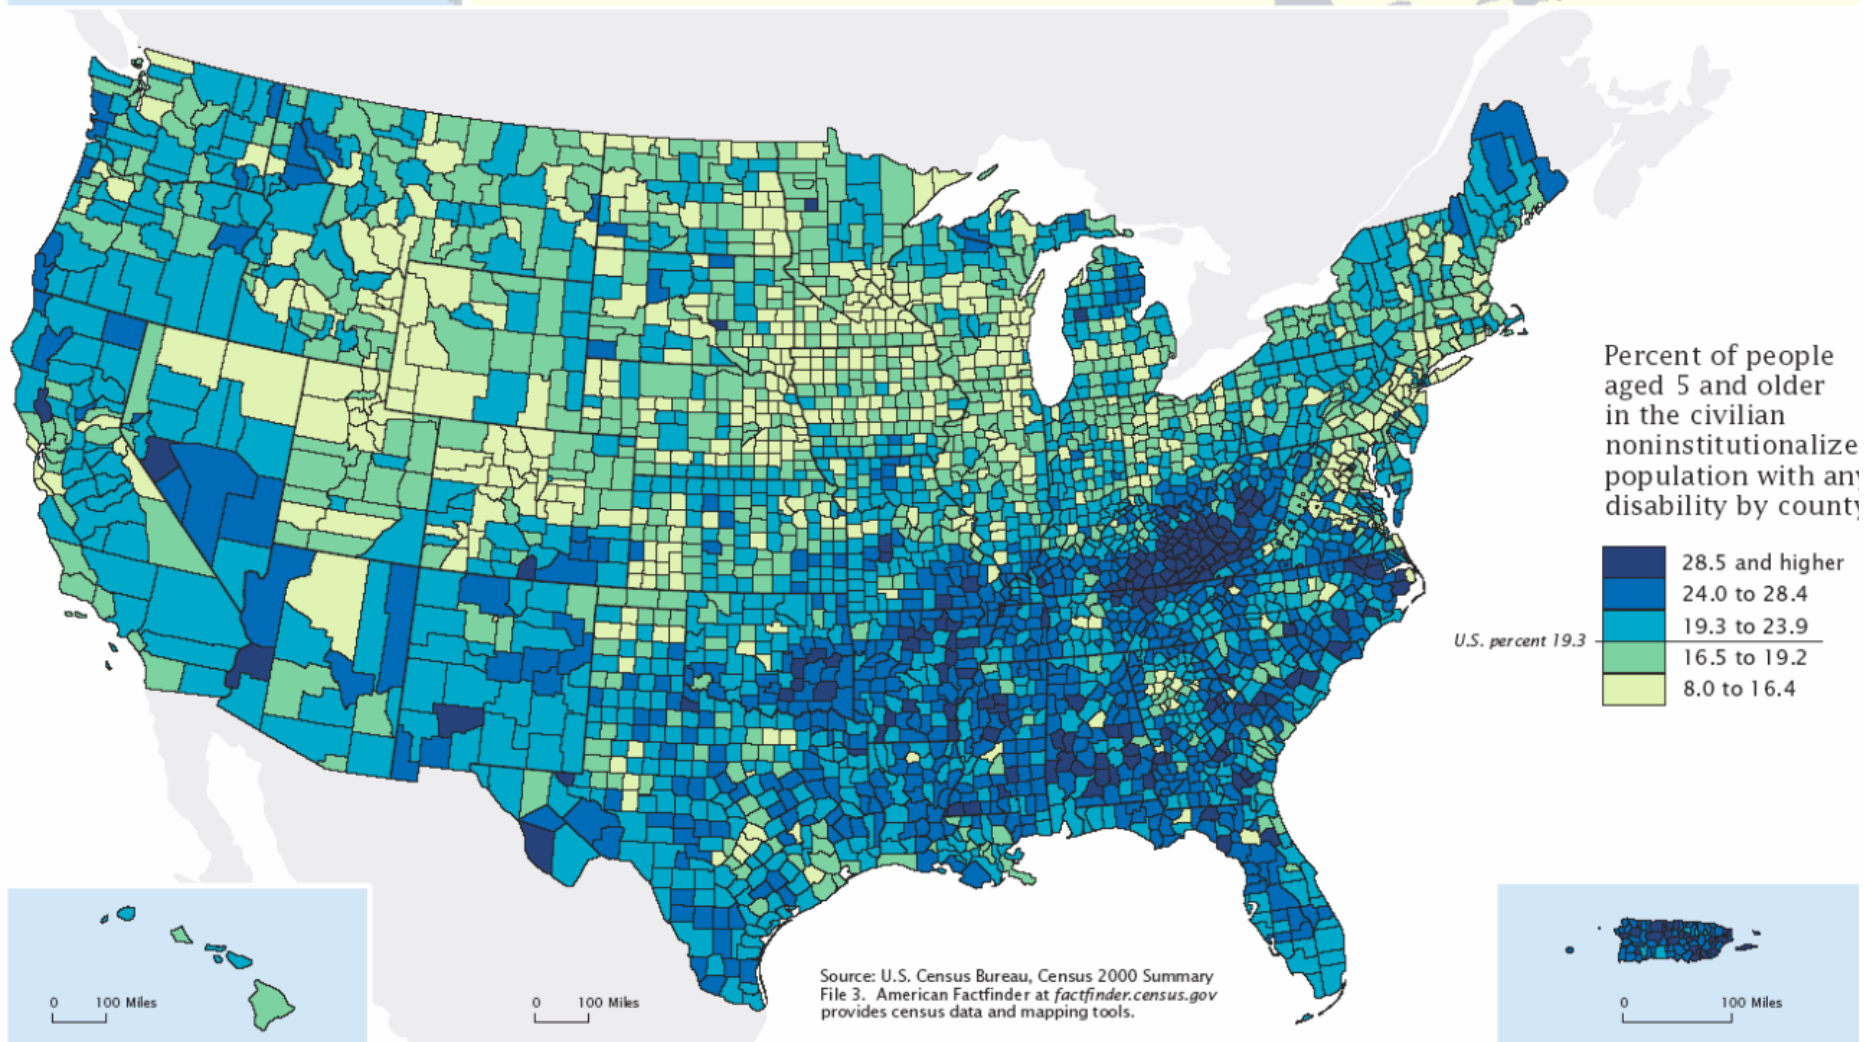 Percent of people
aged 5 and older
in the civilian
noninstitutionalize
population with any
disability by county
28.5 and higher
24.0 to 28.4
19.3 to 23.9
U.S. percent 19.3
16.5 to 19.2
8.0 to 16.4
Source: U.S. Census Bureau, Census 2000 Summary
File 3. American Factfinder at factfinder.census.gov
provides census data and mapping tools.
0 100 Miles
0 100 Miles
0 100 Miles